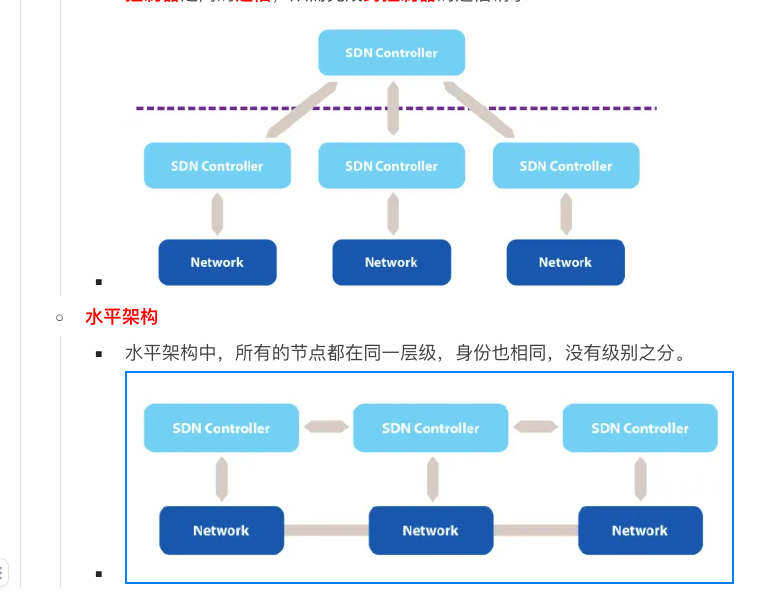 SDN Controller
SDN Controller SDN Controller SDN Controller
Network Network Network
水平架构
水平架构中，所有的节点都在同一层级，身份也相同，没有级别之分。
SDN Controller SDN Controller SDN Controller
Network Network Network